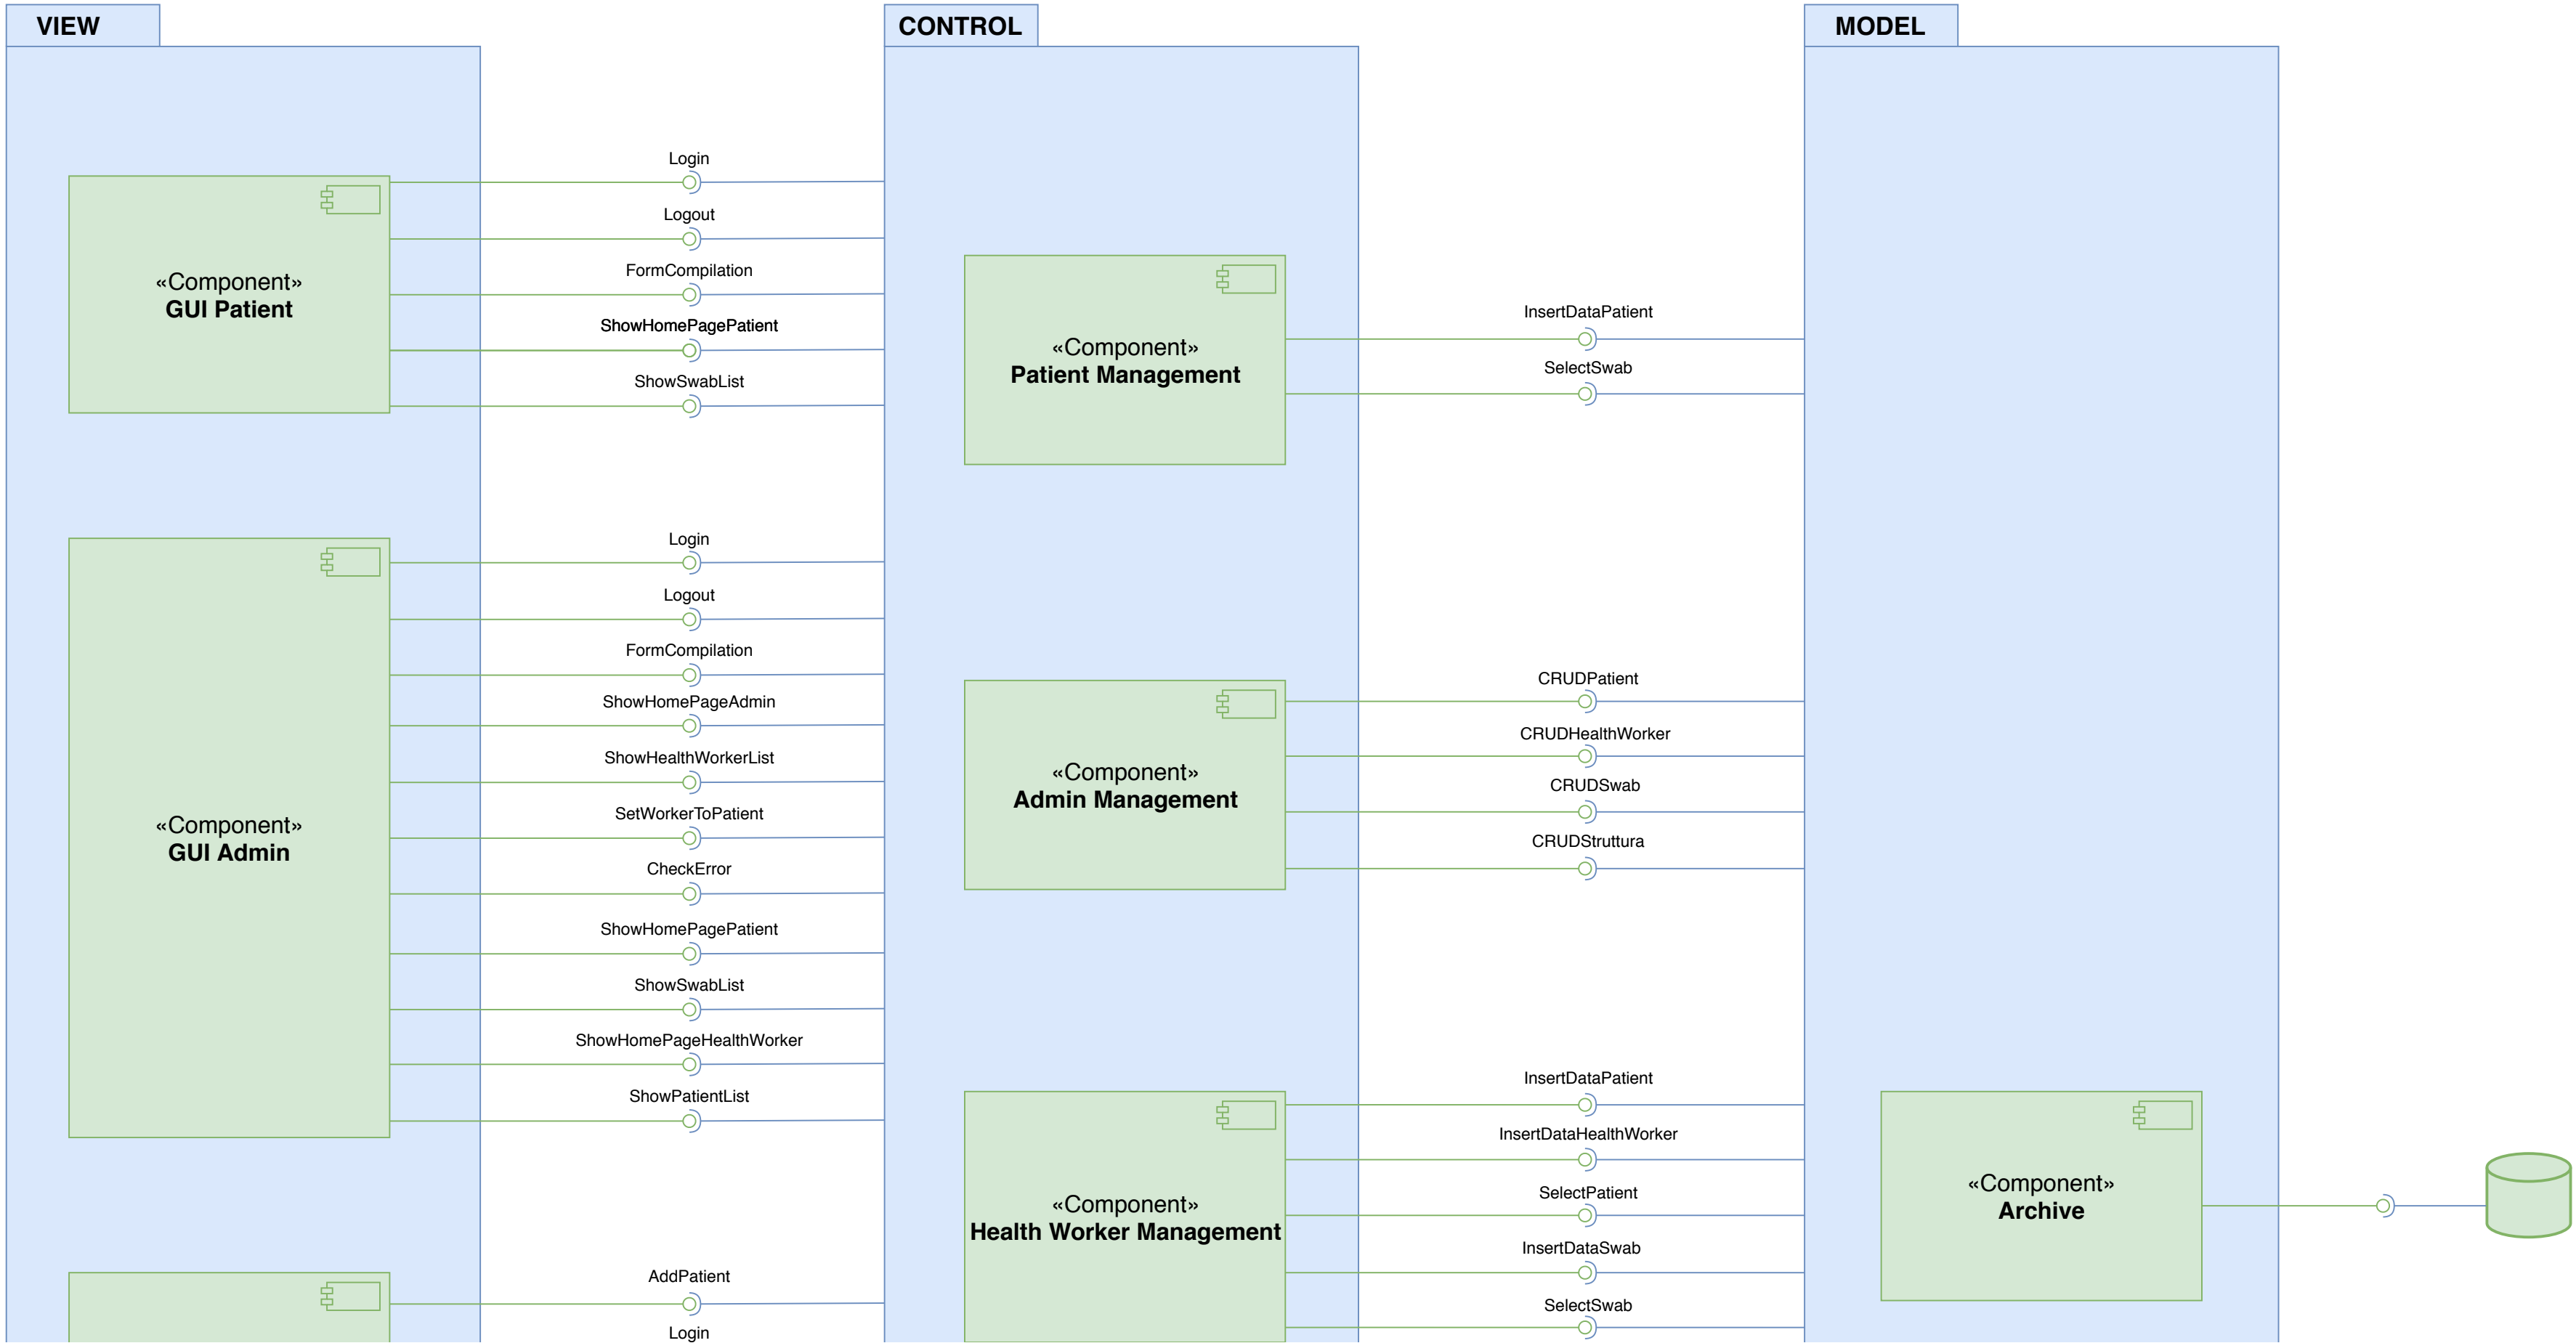 VIEW
CONTROL
MODEL
Login
Logout
FormCompilation
ShowHomePagePatient
ShowSwabList
«Component»
GUI Patient
«Component»
Patient Management
InsertDataPatient
SelectSwab
Login
Logout
FormCompilation
ShowHomePageAdmin
ShowHealthWorkerList
SetWorkerToPatient
CheckError
ShowHomePagePatient
ShowSwabList
ShowHomePageHealthWorker
ShowPatientList
«Component»
GUI Admin
«Component»
Admin Management
CRUDPatient
CRUDHealthWorker
CRUDSwab
CRUDStruttura
«Component»
Health Worker Management
InsertDataPatient
InsertDataHealthWorker
SelectPatient
InsertDataSwab
SelectSwab
«Component»
Archive
AddPatient
Login